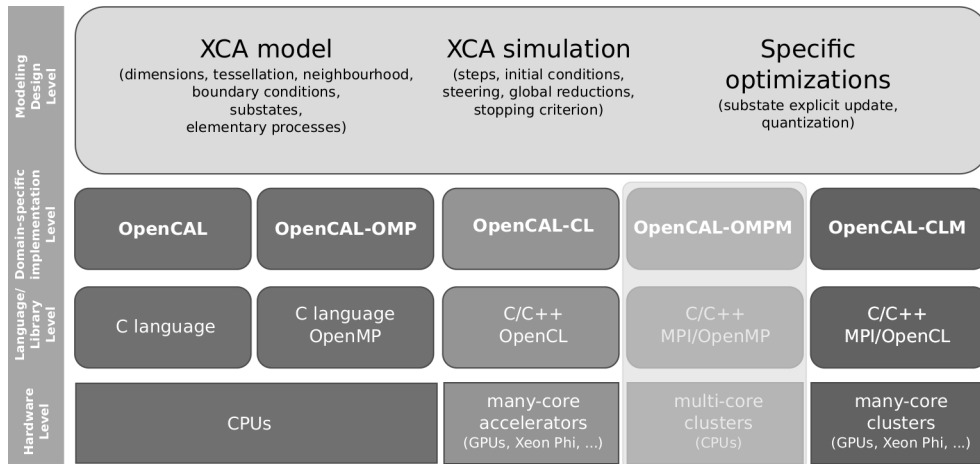 Modeling
Design
Level
XCA model
(dimensions, tessellation, neighbourhood,
boundary conditions,
substates,
elementary processes)
XCA simulation
(steps, initial conditions,
steering, global reductions,
stopping criterion)
Specific
optimizations
(substate explicit update,
quantization)
Domain-specific
implementation
Level
OpenCAL
OpenCAL-OMP
OpenCAL-CL
OpenCAL-OMPM
OpenCAL-CLM
Language/
Library
Level
C language
C language
OpenMP
C/C++
OpenCL
C/C++
MPI/OpenMP
C/C++
MPI/OpenCL
Hardware
Level
CPUs
many-core
accelerators
(GPUs, Xeon Phi, ...)
multi-core
clusters
(CPUs)
many-core
clusters
(GPUs, Xeon Phi, ...)